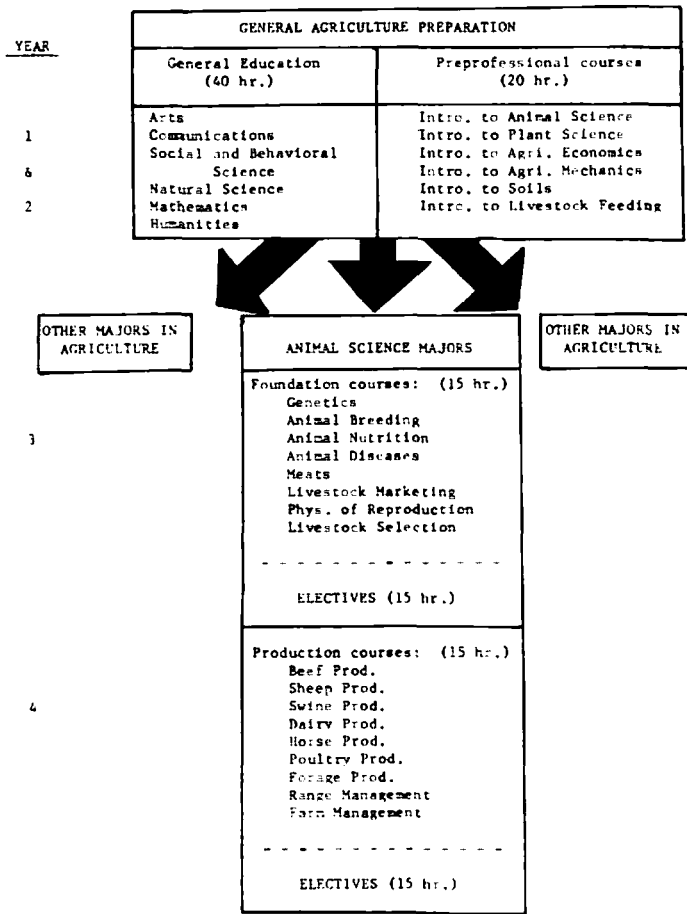 GENERAL AGRICULTURE PREPARATION
YEAR
General Education
(40 hr.)
Preprofessional courses
(20 hr.)
1
&
2
Arts
Communications
Social and Behavioral
Science
Natural Science
Mathematics
Humanities
Intro. to Animal Science
Intro. to Plant Science
Intro. to Agri. Economics
Intro. to Agri. Mechanics
Intro. to Soils
Intro. to Livestock Feeding
OTHER MAJORS IN
AGRICULTURE
ANIMAL SCIENCE MAJORS
OTHER MAJORS IN
AGRICULTURE
3
Foundation courses: (15 hr.)
Genetics
Animal Breeding
Animal Nutrition
Animal Diseases
Meats
Livestock Marketing
Phys. of Reproduction
Livestock Selection
ELECTIVES (15 hr.)
4
Production courses: (15 hr.)
Beef Prod.
Sheep Prod.
Swine Prod.
Dairy Prod.
Horse Prod.
Poultry Prod.
Forage Prod.
Range Management
Farm Management
ELECTIVES (15 hr.)